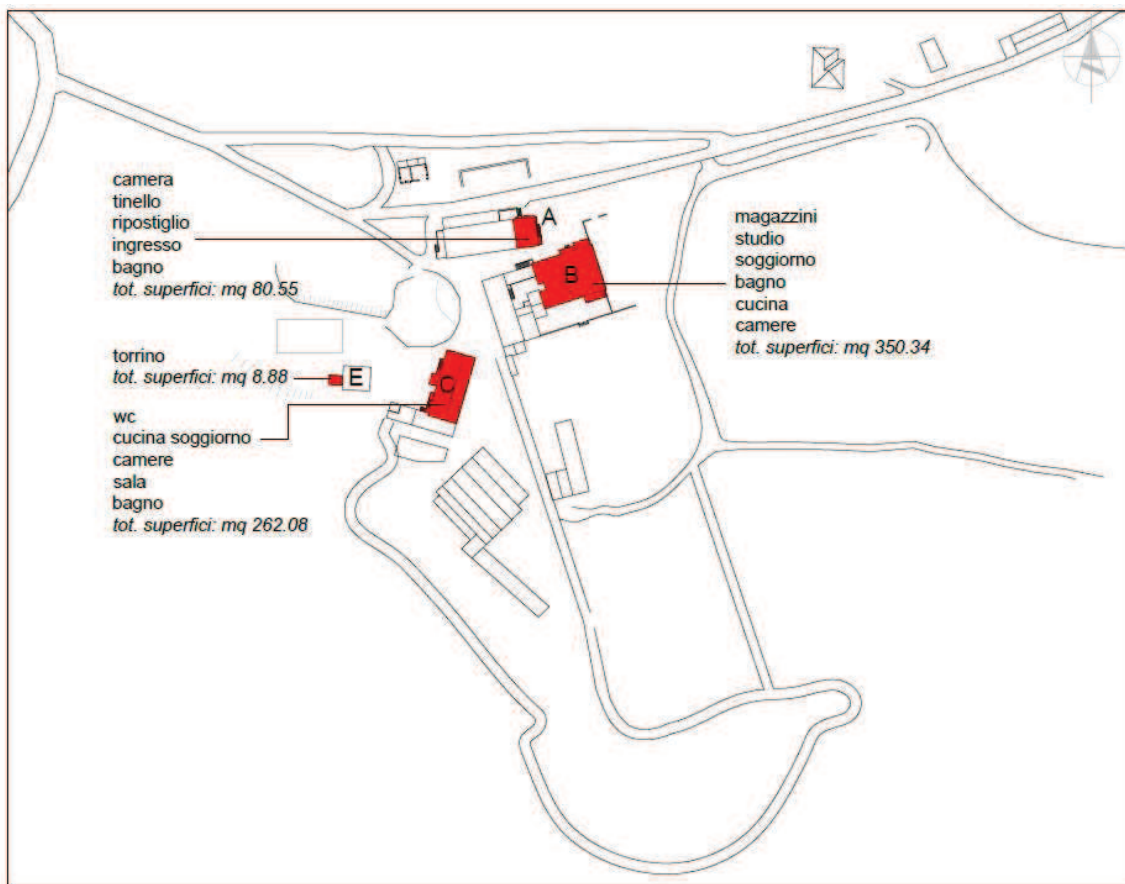 camera
tinello
ripostiglio
ingresso
bagno
tot. superfici: mq 80.55
A
B
magazzini
studio
soggiorno
bagno
cucina
camere
tot. superfici: mq 350.34
torrino
tot. superfici: mq 8.88
E
C
wc
cucina soggiorno
camere
sala
bagno
tot. superfici: mq 262.08